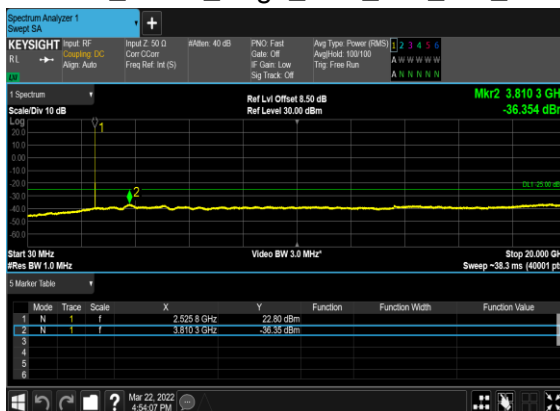 Spectrum Analyzer 1
Swept SA
KEYSIGHT Input: RF Input Z: 50 Ω #Atten: 40 dB PNO: Fast Avg Type: Power (RMS) 1 2 3 4 5 6
RL Coupling: DC Corr CCorr Gate: Off Avg|Hold: 100/100 A W W W W W
Align: Auto Freq Ref: Int (S) IF Gain: Low Trig: Free Run A N N N N N
Sig Track: Off
1 Spectrum Ref Lvl Offset 8.50 dB Mkr2 3.810 3 GH
Scale/Div 10 dB Ref Level 30.00 dBm -36.354 dBr
Log
20.0
10.0
0.00
-10.0
-20.0
-30.0
-40.0
-50.0
-60.0
1
2
DL1 -25.00 dB
Start 30 MHz Video BW 3.0 MHz* Stop 20.000 GH
#Res BW 1.0 MHz Sweep ~38.3 ms (40001 pt
5 Marker Table
Mode Trace Scale X Y Function Function Width Function Value
1 N 1 f 2.525 8 GHz 22.80 dBm
2 N 1 f 3.810 3 GHz -36.35 dBm
3
4
5
6
Mar 22, 2022
4:54:07 PM